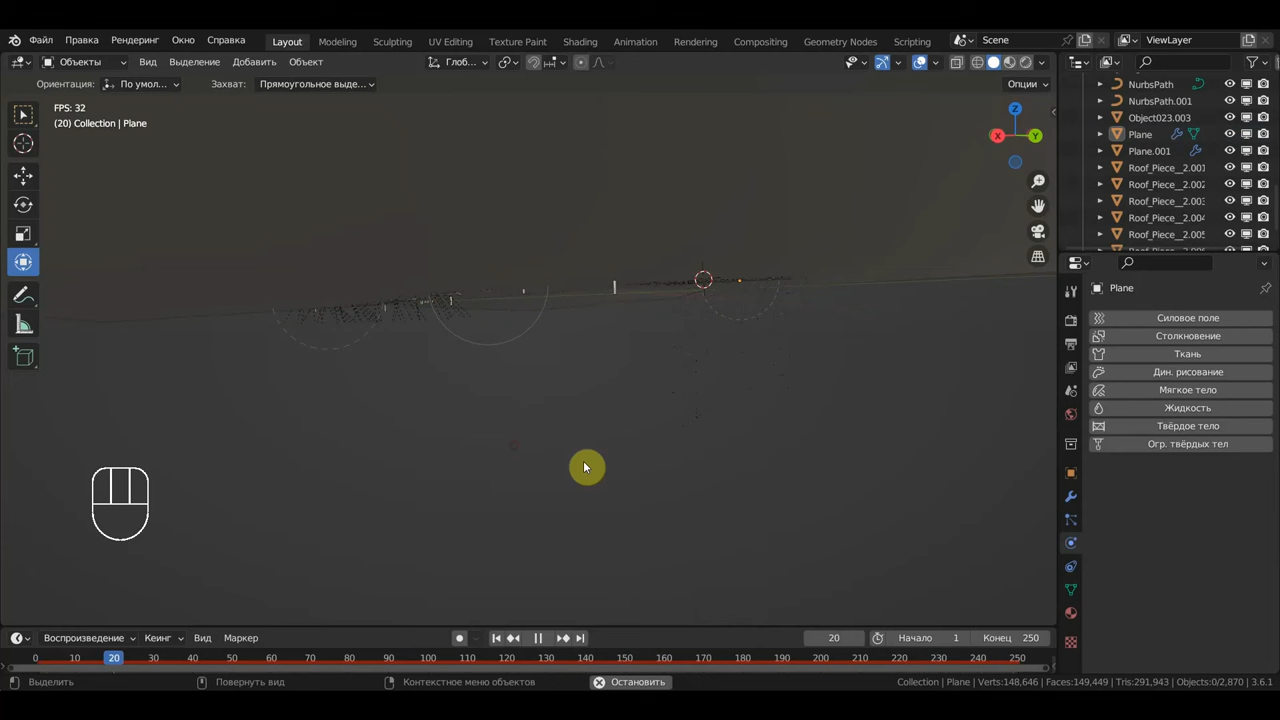 Файл Правка Рендеринг Окно Справка Layout Modeling Sculpting UV Editing Texture Paint Shading Animation Rendering Compositing Geometry Nodes Scripting Scene ViewLayer
Объекты Вид Выделение Добавить Объект Глоб...
Ориентация: По умол... Захват: Прямоугольное выде... Опции
FPS: 32
(20) Collection | Plane
Z
X
Y
NurbsPath
NurbsPath.001
Object023.003
Plane
Plane.001
Roof_Piece__2.001
Roof_Piece__2.002
Roof_Piece__2.003
Roof_Piece__2.004
Roof_Piece__2.005
Plane
Силовое поле
Столкновение
Ткань
Дин. рисование
Мягкое тело
Жидкость
Твёрдое тело
Огр. твёрдых тел
Воспроизведение Кеинг Вид Маркер 20 Начало 1 Конец 250
0 10 20 30 40 50 60 70 80 90 100 110 120 130 140 150 160 170 180 190 200 210 220 230 240 250
Выделить Повернуть вид Контекстное меню объектов Остановить Collection | Plane | Verts:148,646 | Faces:149,449 | Tris:291,943 | Objects:0/2,870 | 3.6.1